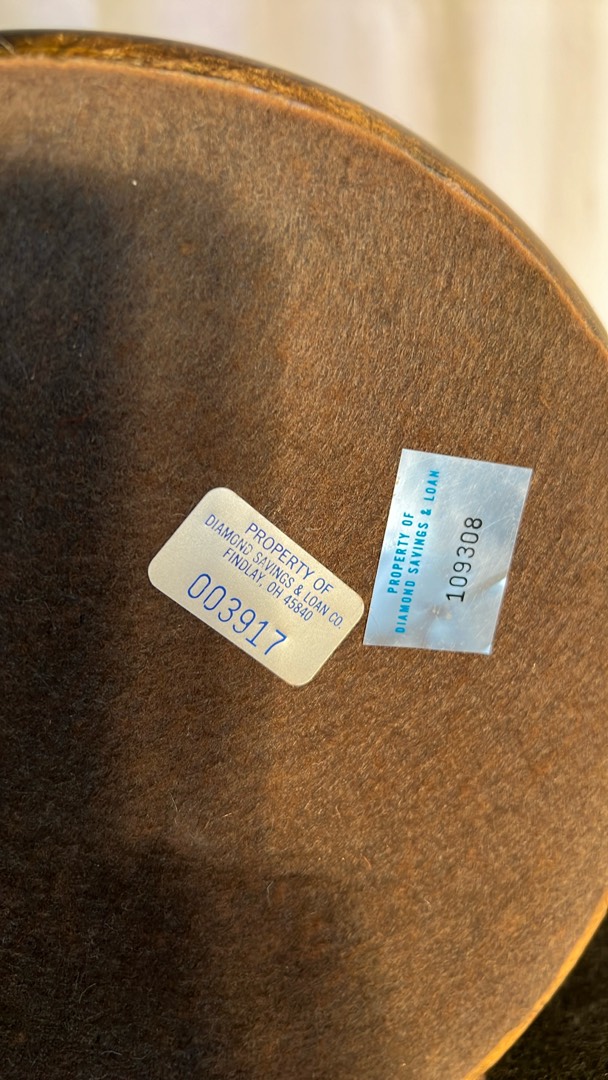 PROPERTY OF
DIAMOND SAVINGS & LOAN CO.
FINDLAY, OH 45840
003917
PROPERTY OF
DIAMOND SAVINGS & LOAN
109308